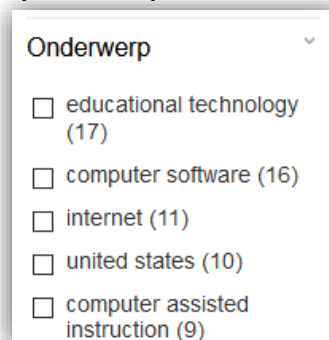 Onderwerp
educational technology
(17)
computer software (16)
internet (11)
united states (10)
computer assisted
instruction (9)